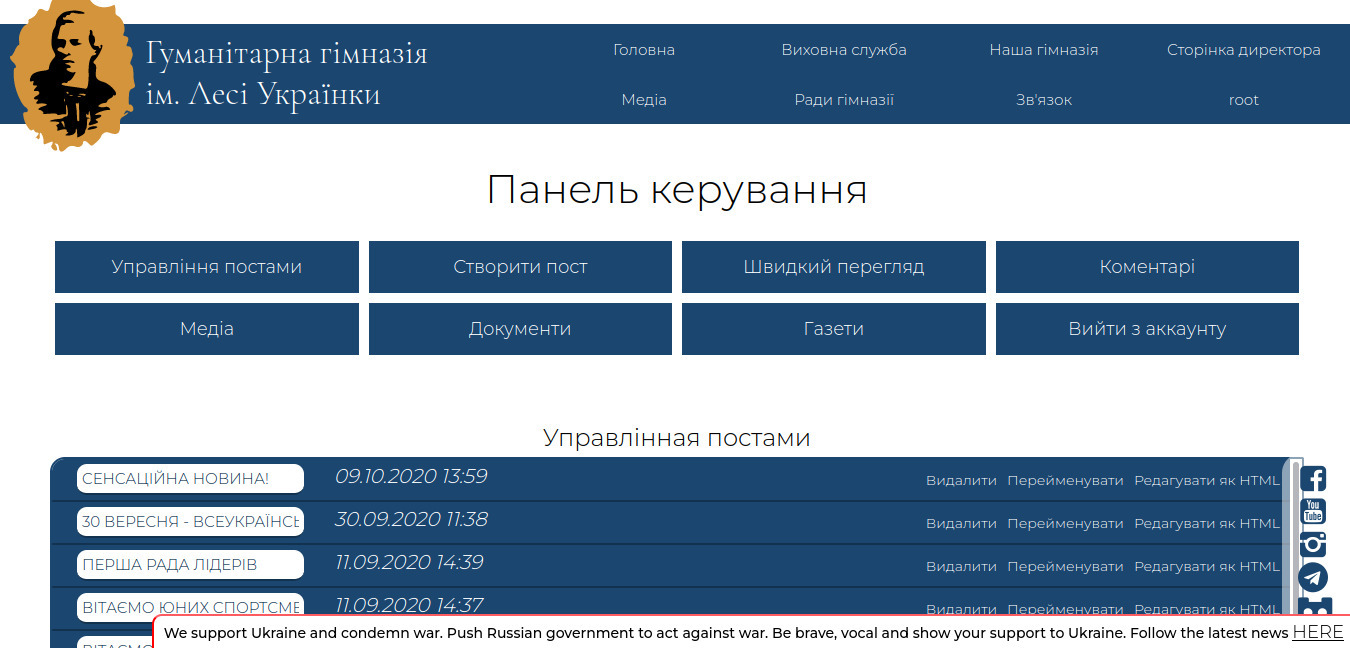 Гуманітарна гімназія
ім. Лесі Українки
Головна
Виховна служба
Наша гімназія
Сторінка директора
Медіа
Ради гімназії
Зв'язок
root
Панель керування
Управління постами
Створити пост
Швидкий перегляд
Коментарі
Медіа
Документи
Газети
Вийти з аккаунту
Управлінная постами
СЕНСАЦІЙНА НОВИНА! 09.10.2020 13:59 Видалити Перейменувати Редагувати як HTML
30 ВЕРЕСНЯ - ВСЕУКРАЇНСЬ 30.09.2020 11:38 Видалити Перейменувати Редагувати як HTML
ПЕРША РАДА ЛІДЕРІВ 11.09.2020 14:39 Видалити Перейменувати Редагувати як HTML
ВІТАЄМО ЮНИХ СПОРТСМЕ 11.09.2020 14:37 Видалити Перейменувати Редагувати як HTML
You
Tube
We support Ukraine and condemn war. Push Russian government to act against war. Be brave, vocal and show your support to Ukraine. Follow the latest news HERE